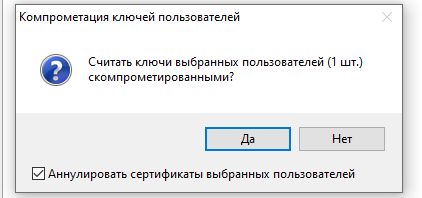 Компрометация ключей пользователей
Считать ключи выбранных пользователей (1 шт.)
скомпрометированными?
Да
Нет
Аннулировать сертификаты выбранных пользователей